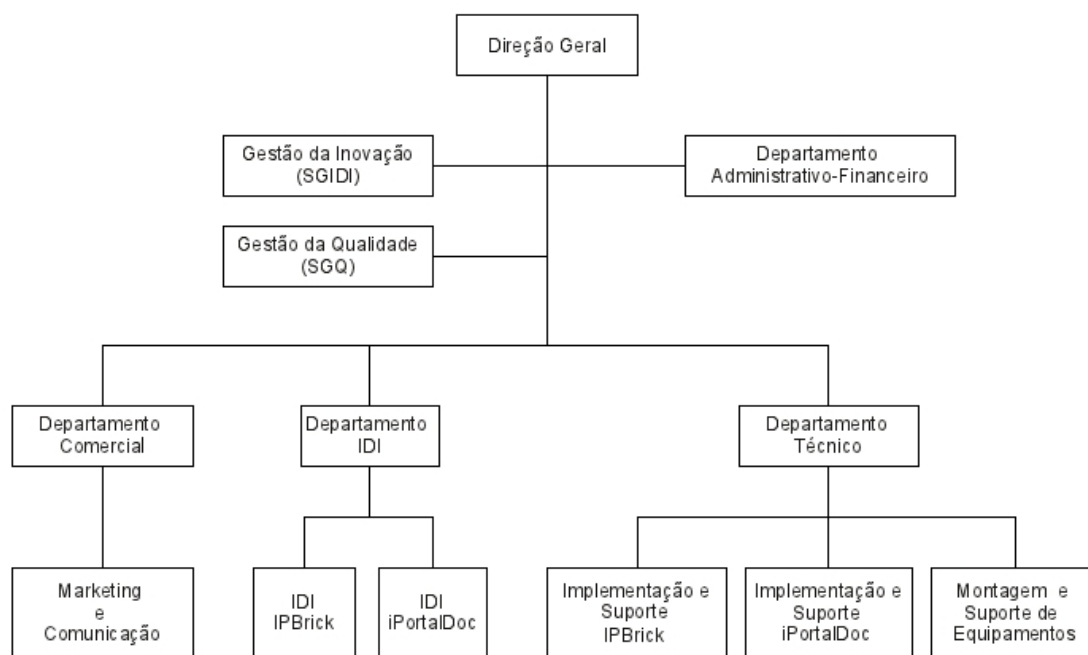 Direção Geral
Gestão da Inovação
(SGIDI)
Departamento
Administrativo-Financeiro
Gestão da Qualidade
(SGQ)
Departamento
Comercial
Departamento
IDI
Departamento
Técnico
Marketing
e
Comunicação
IDI
IPBrick
IDI
iPortalDoc
Implementação e
Suporte
IPBrick
Implementação e
Suporte
iPortalDoc
Montagem e
Suporte de
Equipamentos